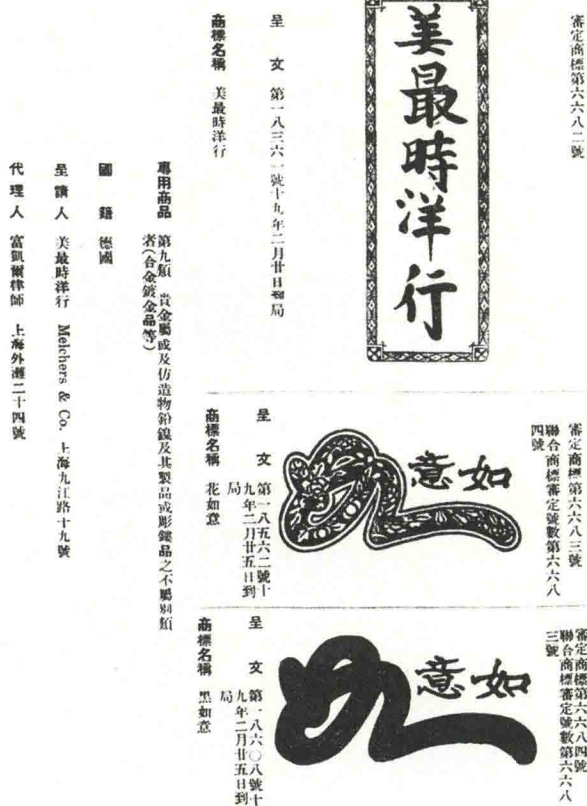 審定商標第六六八二號
美最時洋行
呈文 第一八三六一號十九年二月廿日到局
商標名稱 美最時洋行
審定商標第六六八三號
聯合商標審定號數第六六八
四號
如意
呈文 第一八五六二號十
九年二月廿五日到
局
商標名稱 花如意
審定商標第六六八四號
聯合商標審定號數第六六八
三號
如意
呈文 第一八六〇八號十
九年二月廿五日到
局
商標名稱 黑如意
專用商品 第九類 貴金屬或及仿造物鉛鎳及其製品或彫鏤品之不屬別類
者(合金鍍金品等)
國籍 德國
呈請人 美最時洋行 Melchers & Co. 上海九江路十九號
代理人 富凱爾律師 上海外灘二十四號